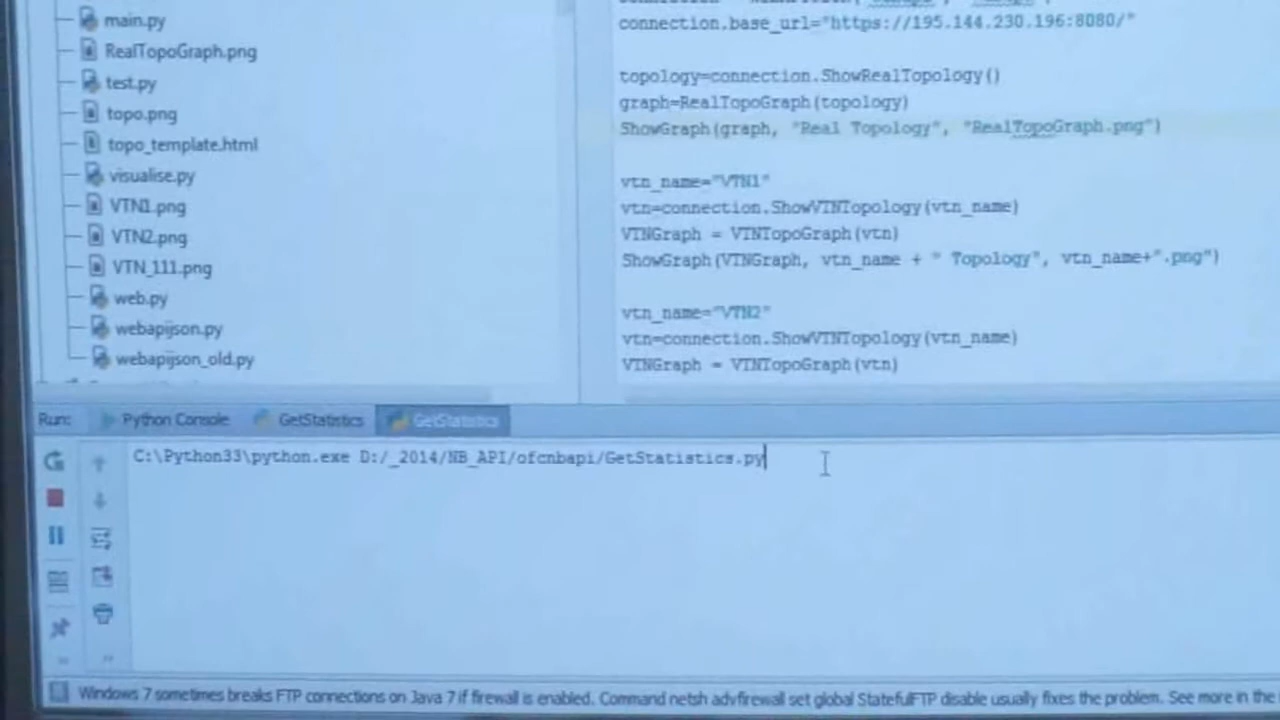 main.py
RealTopoGraph.png
test.py
topo.png
topo_template.html
visualise.py
VTN1.png
VTN2.png
VTN_111.png
web.py
webapijson.py
webapijson_old.py
connection.base_url="https://195.144.230.196:8080/"
topology=connection.ShowRealTopology()
graph=RealTopoGraph(topology)
ShowGraph(graph, "Real Topology", "RealTopoGraph.png")
vtn_name="VTN1"
vtn=connection.ShowVTNTopology(vtn_name)
VTNGraph = VTNTopoGraph(vtn)
ShowGraph(VTNGraph, vtn_name + " Topology", vtn_name+".png")
vtn_name="VTN2"
vtn=connection.ShowVTNTopology(vtn_name)
VTNGraph = VTNTopoGraph(vtn)
Run: Python Console GetStatistics GetStatistics
C:\Python33\python.exe D:/_2014/NB_API/ofcnbapi/GetStatistics.py
Windows 7 sometimes breaks FTP connections on Java 7 if firewall is enabled. Command netsh advfirewall set global StatefulFTP disable usually fixes the problem. See more in the